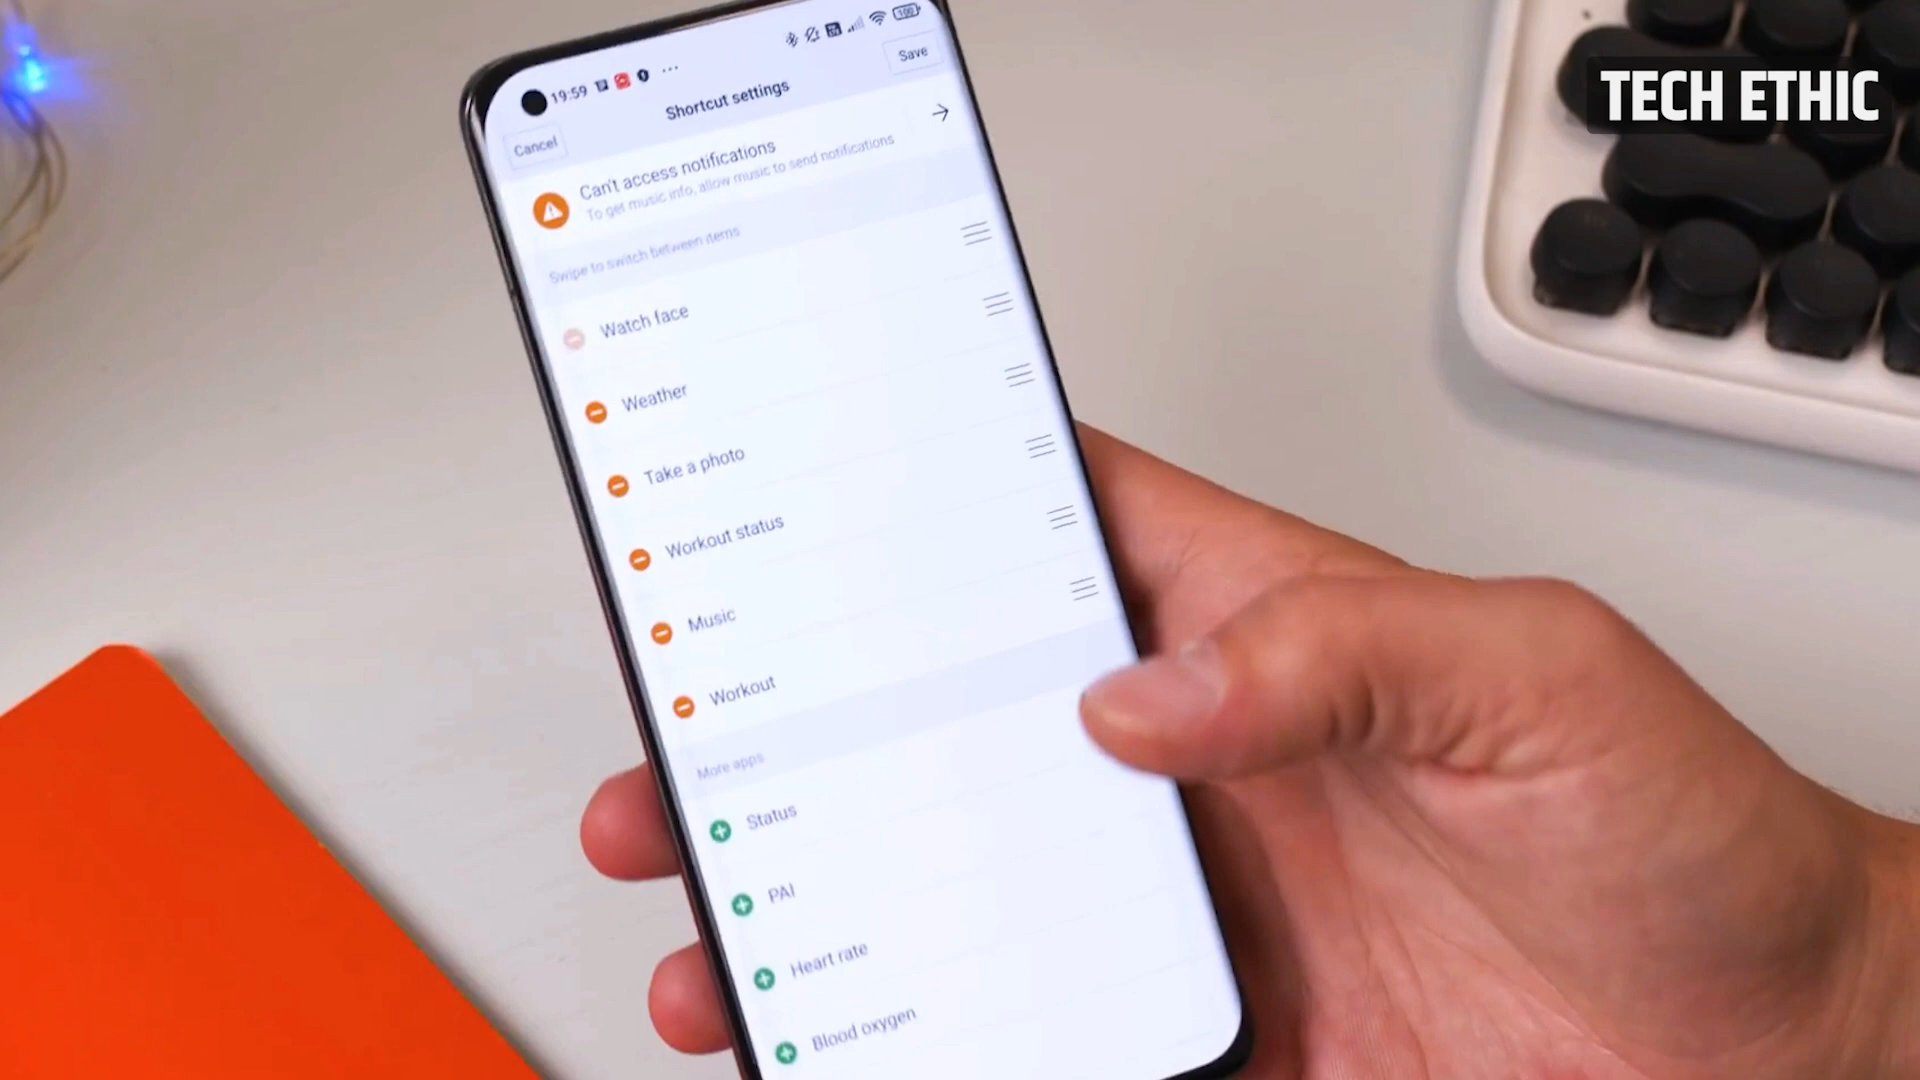 TECH ETHIC
19:59
100
Cancel
Shortcut settings
Save
Can't access notifications
To get music info, allow music to send notifications
Swipe to switch between items
Watch face
Weather
Take a photo
Workout status
Music
Workout
More apps
Status
PAI
Heart rate
Blood oxygen